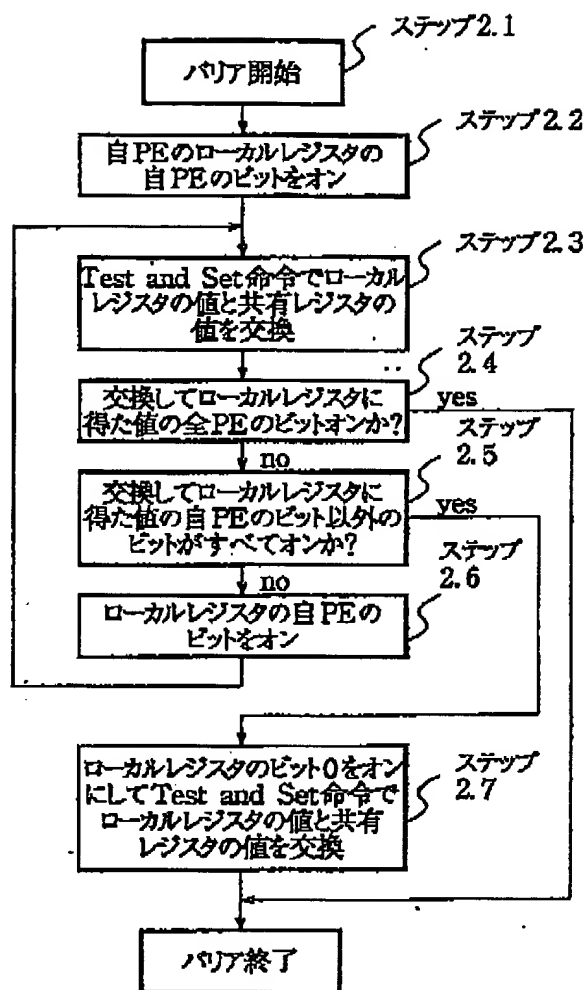 ステップ2.1
バリア開始
ステップ2.2
自PEのローカルレジスタの
自PEのビットをオン
ステップ2.3
Test and Set命令でローカル
レジスタの値と共有レジスタの
値を交換
ステップ
2.4
交換してローカルレジスタに
得た値の全PEのビットオンか?
yes
no
ステップ
2.5
交換してローカルレジスタに
得た値の自PEのビット以外の
ビットがすべてオンか?
yes
no
ステップ
2.6
ローカルレジスタの自PEの
ビットをオン
ローカルレジスタのビット0をオン
にしてTest and Set命令で
ローカルレジスタの値と共有
レジスタの値を交換
ステップ
2.7
バリア終了